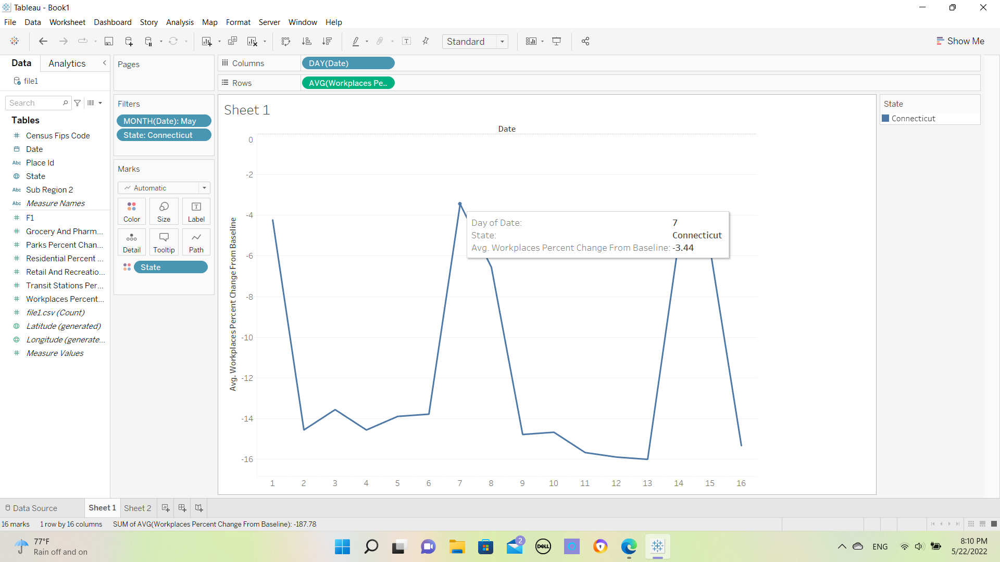 Tableau - Book1
File Data Worksheet Dashboard Story Analysis Map Format Server Window Help
Standard
Show Me
Data Analytics
file1
Search
Tables
Census Fips Code
Date
Abc Place Id
State
Abc Sub Region 2
Abc Measure Names
F1
Grocery And Pharm...
Parks Percent Chan...
Residential Percent ...
Retail And Recreatio...
Transit Stations Per...
Workplaces Percent...
file1.csv (Count)
Latitude (generated)
Longitude (generate...
Measure Values
Pages
Filters
MONTH(Date): May
State: Connecticut
Marks
Automatic
Color Size Label
Detail Tooltip Path
State
Columns DAY(Date)
Rows AVG(Workplaces Pe..
Sheet 1
Date
Avg. Workplaces Percent Change From Baseline
0
-2
-4
-6
-8
-10
-12
-14
-16
1 2 3 4 5 6 7 8 9 10 11 12 13 14 15 16
Day of Date: 7
State: Connecticut
Avg. Workplaces Percent Change From Baseline: -3.44
State
Connecticut
Data Source Sheet 1 Sheet 2
16 marks 1 row by 16 columns SUM of AVG(Workplaces Percent Change From Baseline): -187.78
77°F
Rain off and on
2
DELL
ENG
8:10 PM
5/22/2022